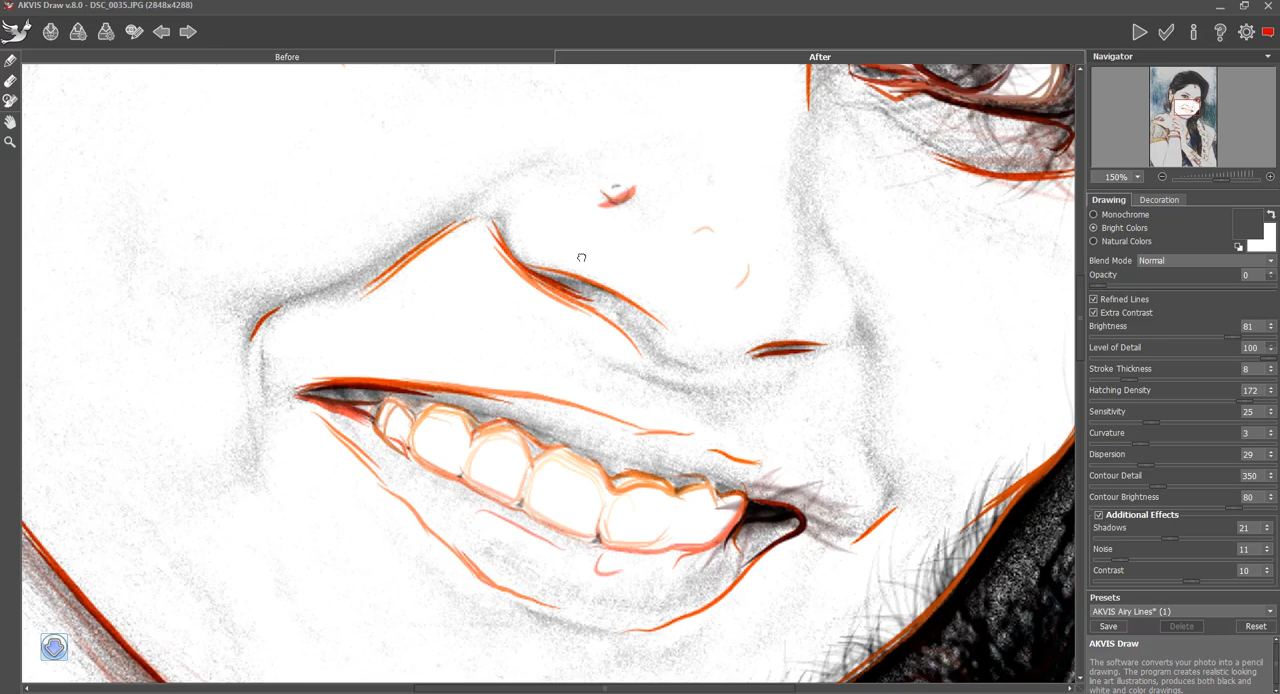 AKVIS Draw v.8.0 - DSC_0035.JPG (2848x4288)
Before
After
Navigator
150%
Drawing
Decoration
Monochrome
Bright Colors
Natural Colors
Blend Mode Normal
Opacity 0
Refined Lines
Extra Contrast
Brightness 81
Level of Detail 100
Stroke Thickness 8
Hatching Density 172
Sensitivity 25
Curvature 3
Dispersion 29
Contour Detail 350
Contour Brightness 80
Additional Effects
Shadows 21
Noise 11
Contrast 10
Presets
AKVIS Airy Lines* (1)
Save Delete Reset
AKVIS Draw
The software converts your photo into a pencil
drawing. The program creates realistic looking
line art illustrations, produces both black and
white and color drawings.